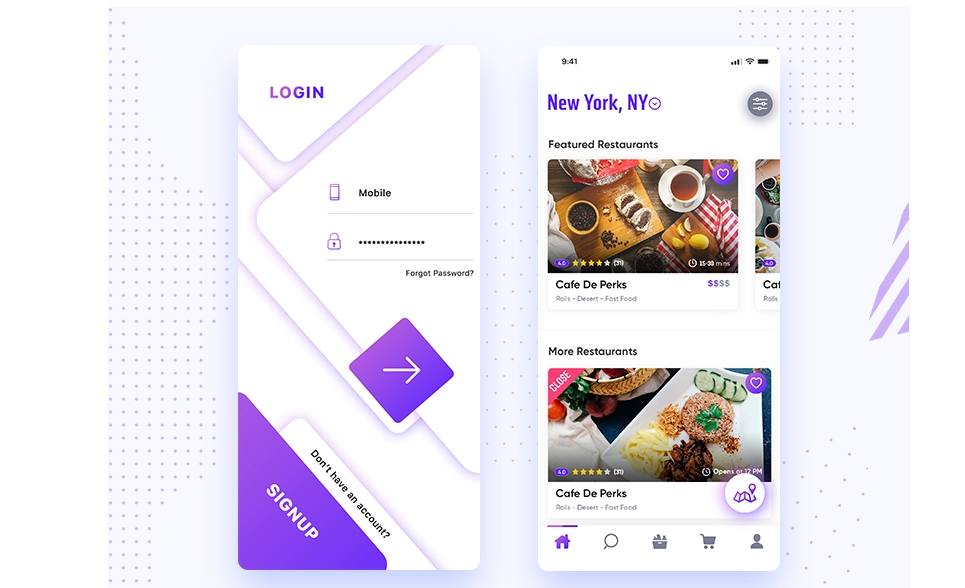 LOGIN
Mobile
Forgot Password?
Don't have an account?
SIGNUP
9:41
New York, NY
Featured Restaurants
4.0 (31) 15-30 mins
4.0
Cafe De Perks $$$$
Caf
Rolls - Desert - Fast Food
Rolls
More Restaurants
CLOSE
4.0 (31) Opens at 12 PM
Cafe De Perks
Rolls - Desert - Fast Food